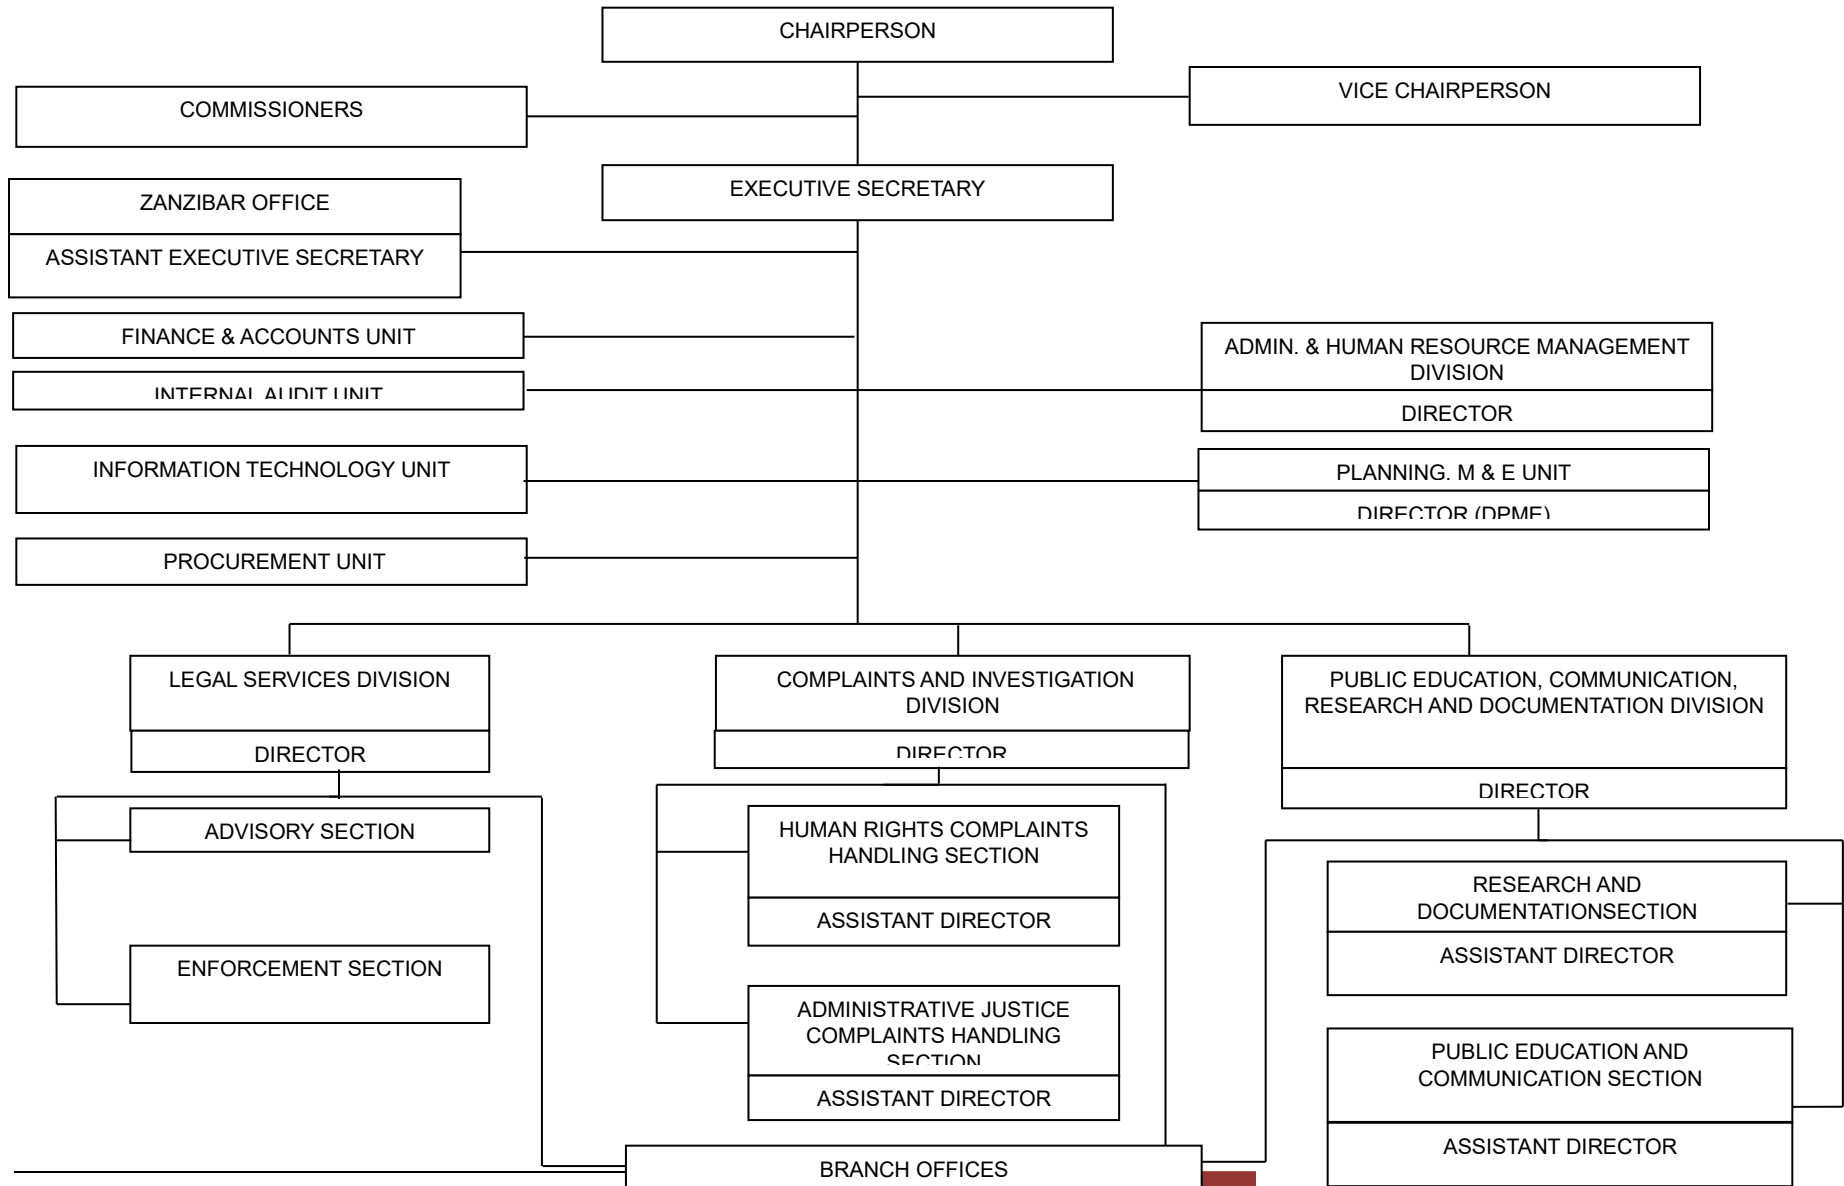 CHAIRPERSON
VICE CHAIRPERSON
COMMISSIONERS
EXECUTIVE SECRETARY
ZANZIBAR OFFICE
ASSISTANT EXECUTIVE SECRETARY
FINANCE & ACCOUNTS UNIT
ADMIN. & HUMAN RESOURCE MANAGEMENT
DIVISION
DIRECTOR
INTERNAL AUDIT UNIT
INFORMATION TECHNOLOGY UNIT
PLANNING. M & E UNIT
DIRECTOR (DPME)
PROCUREMENT UNIT
LEGAL SERVICES DIVISION
DIRECTOR
COMPLAINTS AND INVESTIGATION
DIVISION
DIRECTOR
PUBLIC EDUCATION, COMMUNICATION,
RESEARCH AND DOCUMENTATION DIVISION
DIRECTOR
ADVISORY SECTION
ENFORCEMENT SECTION
HUMAN RIGHTS COMPLAINTS
HANDLING SECTION
ASSISTANT DIRECTOR
ADMINISTRATIVE JUSTICE
COMPLAINTS HANDLING
SECTION
ASSISTANT DIRECTOR
RESEARCH AND
DOCUMENTATIONSECTION
ASSISTANT DIRECTOR
PUBLIC EDUCATION AND
COMMUNICATION SECTION
ASSISTANT DIRECTOR
BRANCH OFFICES